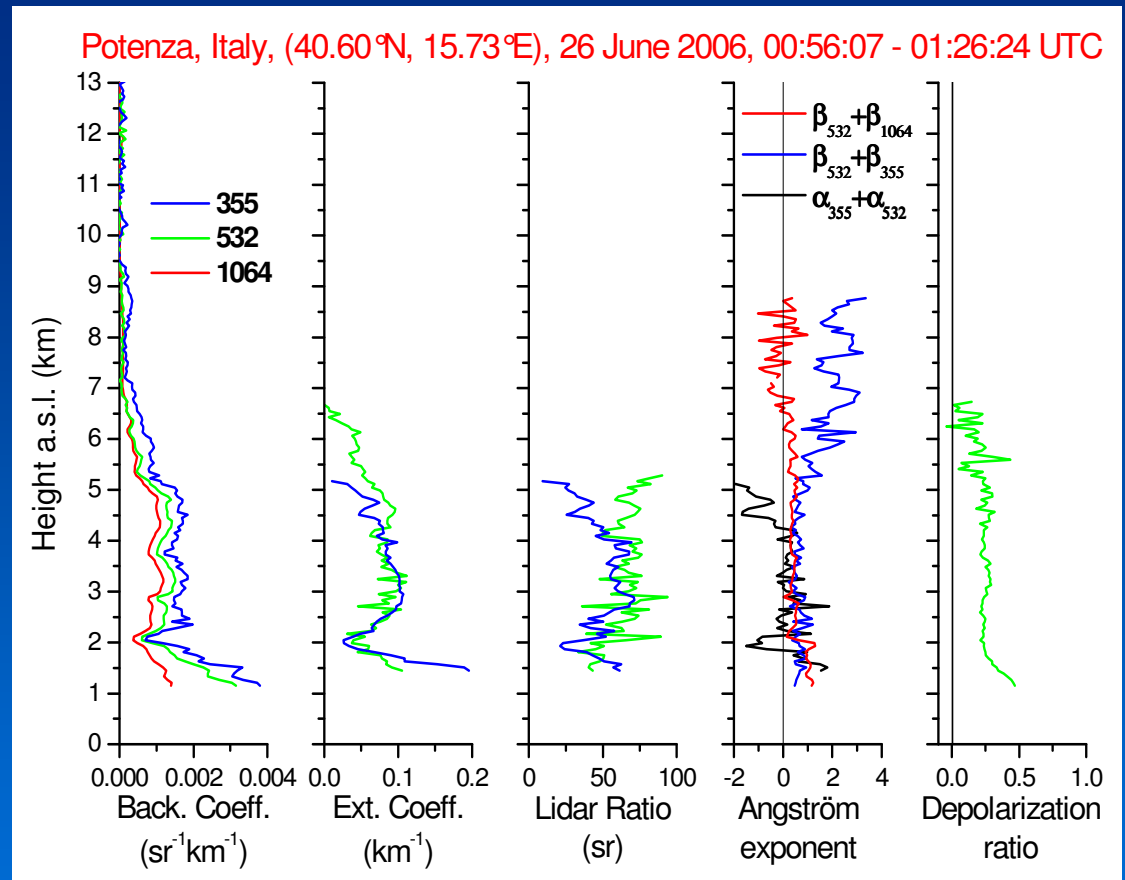 Potenza, Italy, (40.60°N, 15.73°E), 26 June 2006, 00:56:07 - 01:26:24 UTC
Height a.s.l. (km)
13
12
11
10
9
8
7
6
5
4
3
2
1
0
355
532
1064
β532+β1064
β532+β355
α355+α532
0.000 0.002 0.004
0.0 0.1 0.2
0 50 100
-2 0 2 4
0.0 0.5 1.0
Back. Coeff.
(sr-1km-1)
Ext. Coeff.
(km-1)
Lidar Ratio
(sr)
Angström
exponent
Depolarization
ratio